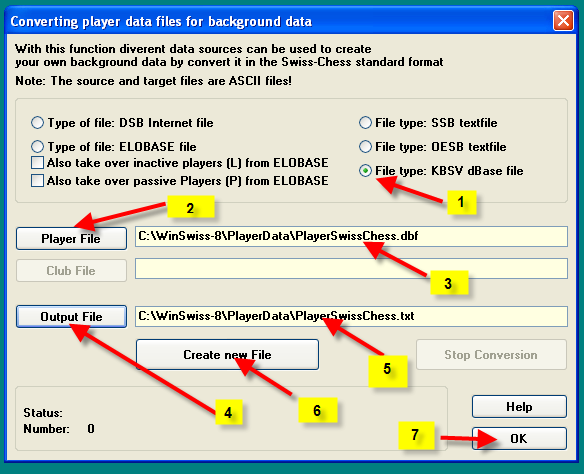 Converting player data files for background data
With this function diverent data sources can be used to create
your own background data by convert it in the Swiss-Chess standard format
Note: The source and target files are ASCII files!
Type of file: DSB Internet file
File type: SSB textfile
Type of file: ELOBASE file
File type: OESB textfile
Also take over inactive players (L) from ELOBASE
File type: KBSV dBase file
Also take over passive Players (P) from ELOBASE
1
2
Player File
C:\WinSwiss-8\PlayerData\PlayerSwissChess.dbf
Club File
3
Output File
C:\WinSwiss-8\PlayerData\PlayerSwissChess.txt
Create new File
Stop Conversion
5
4
6
Status:
Number: 0
Help
7
OK